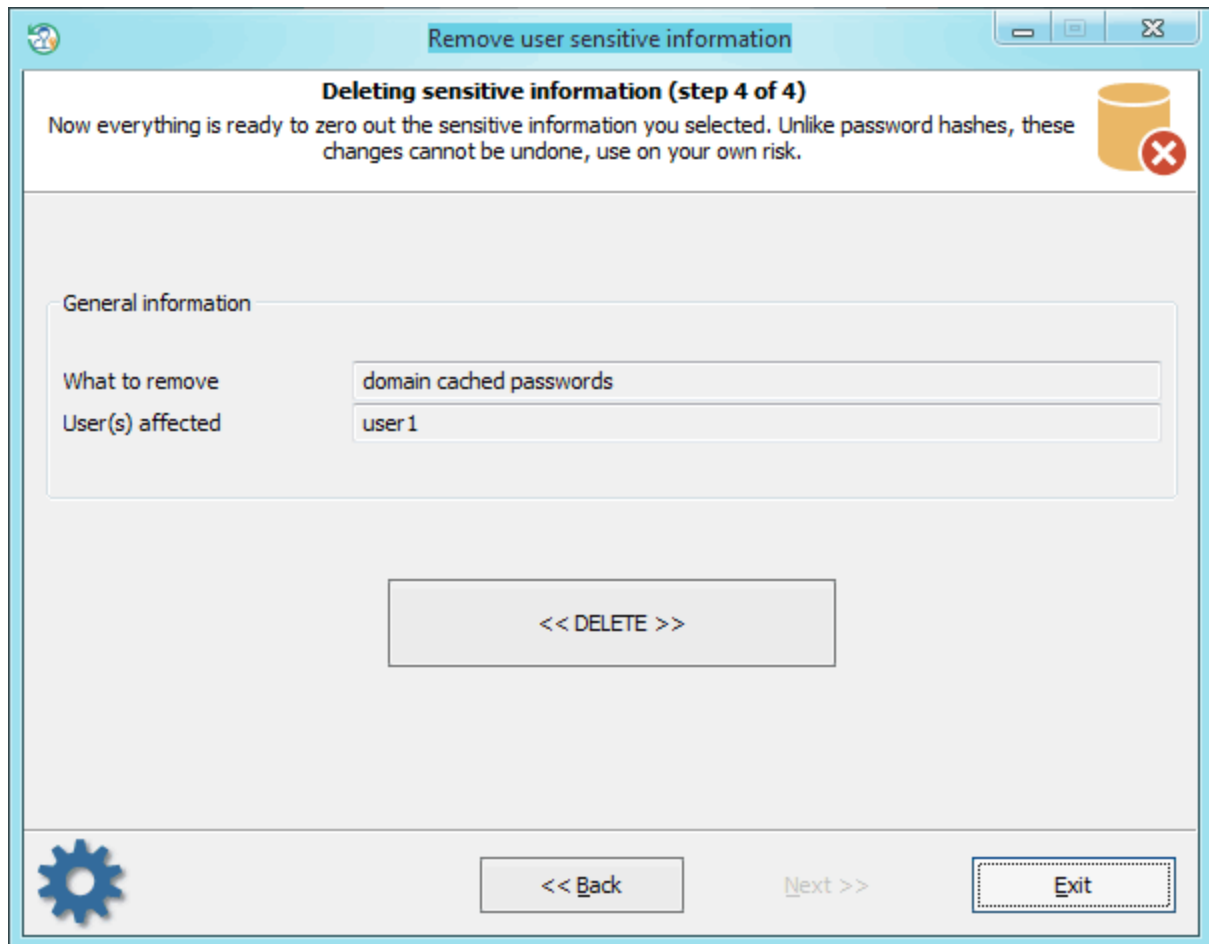 Remove user sensitive information
Deleting sensitive information (step 4 of 4)
Now everything is ready to zero out the sensitive information you selected. Unlike password hashes, these
changes cannot be undone, use on your own risk.
General information
What to remove domain cached passwords
User(s) affected user1
<< DELETE >>
<< Back Next >> Exit